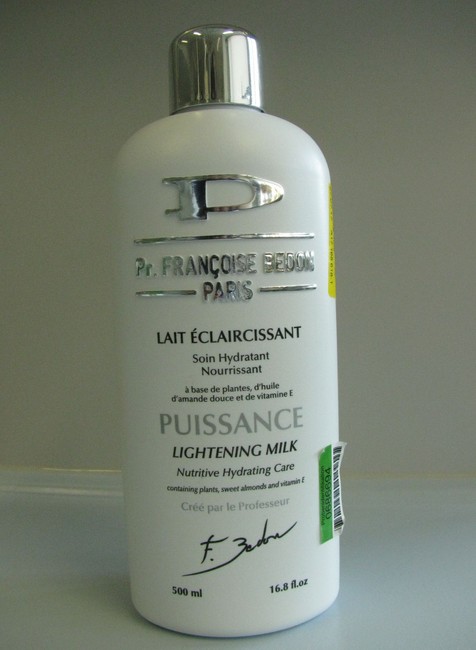 Pr. FRANÇOISE BEDON
PARIS
LAIT ÉCLAIRCISSANT
Soin Hydratant
Nourrissant
à base de plantes, d'huile
d'amande douce et de vitamine E
PUISSANCE
LIGHTENING MILK
Nutritive Hydrating Care
containing plants, sweet almonds and vitamin E
Créé par le Professeur
F. Bedon
500 ml
16.8 fl.oz